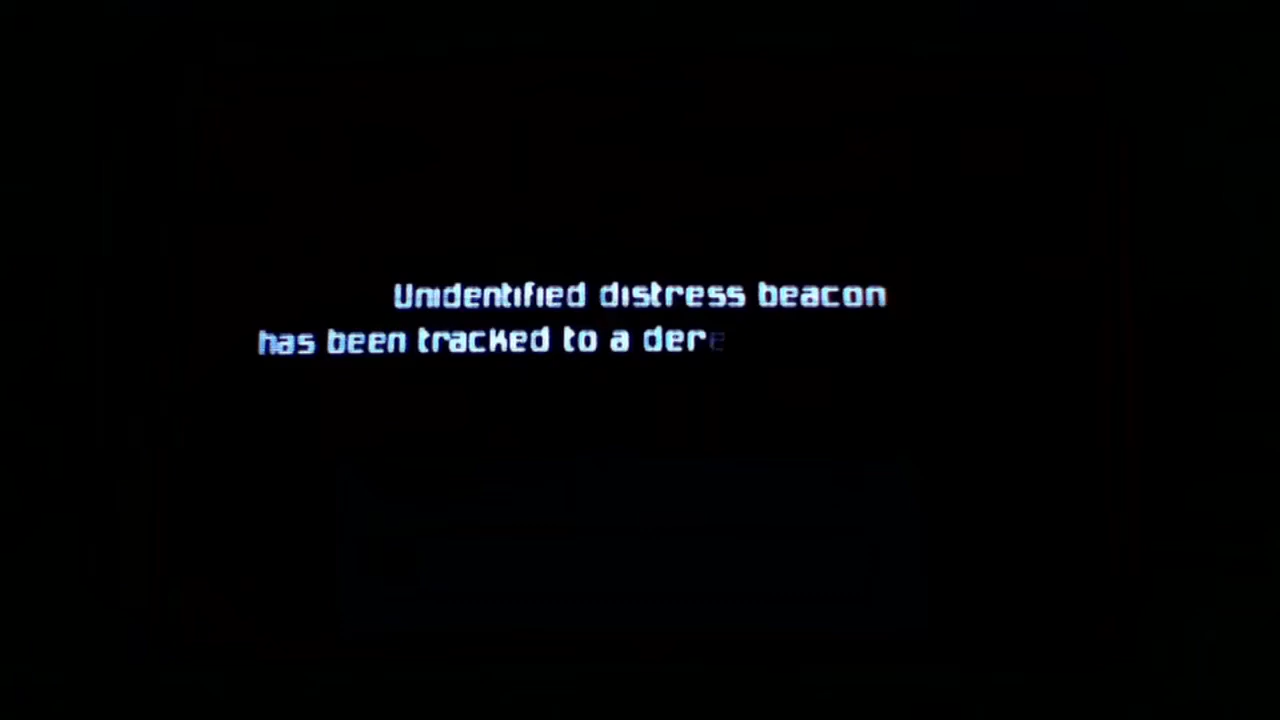 Unidentified distress beacon
has been tracked to a dere